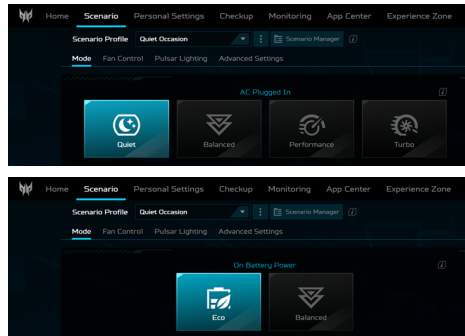 Home Scenario Personal Settings Checkup Monitoring App Center Experience Zone
Scenario Profile Quiet Occasion Scenario Manager i
Mode Fan Control Pulsar Lighting Advanced Settings
AC Plugged In i
Quiet Balanced Performance Turbo
Home Scenario Personal Settings Checkup Monitoring App Center Experience Zone
Scenario Profile Quiet Occasion Scenario Manager i
Mode Fan Control Pulsar Lighting Advanced Settings
On Battery Power i
Eco Balanced